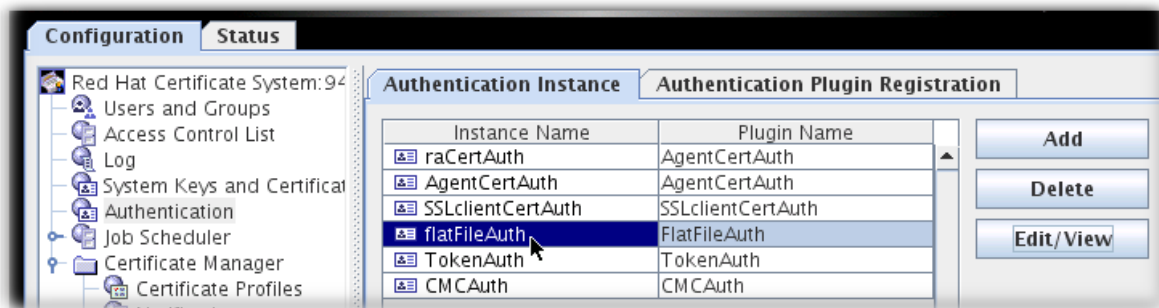 Configuration Status
Red Hat Certificate System:94
Users and Groups
Access Control List
Log
System Keys and Certificat
Authentication
Job Scheduler
Certificate Manager
Certificate Profiles
Authentication Instance Authentication Plugin Registration
Instance Name Plugin Name
raCertAuth AgentCertAuth
AgentCertAuth AgentCertAuth
SSLclientCertAuth SSLclientCertAuth
flatFileAuth FlatFileAuth
TokenAuth TokenAuth
CMCAuth CMCAuth
Add
Delete
Edit/View